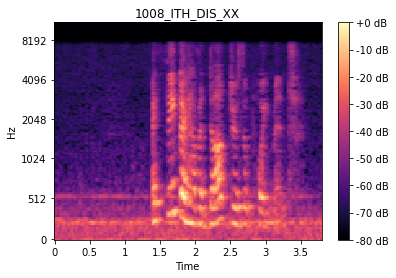 1008_ITH_DIS_XX
+0 dB
8192
-10 dB
4096
-20 dB
-30 dB
2048
Hz
-40 dB
1024
-50 dB
512
-60 dB
-70 dB
0
-80 dB
0 0.5 1 1.5 2 2.5 3 3.5
Time